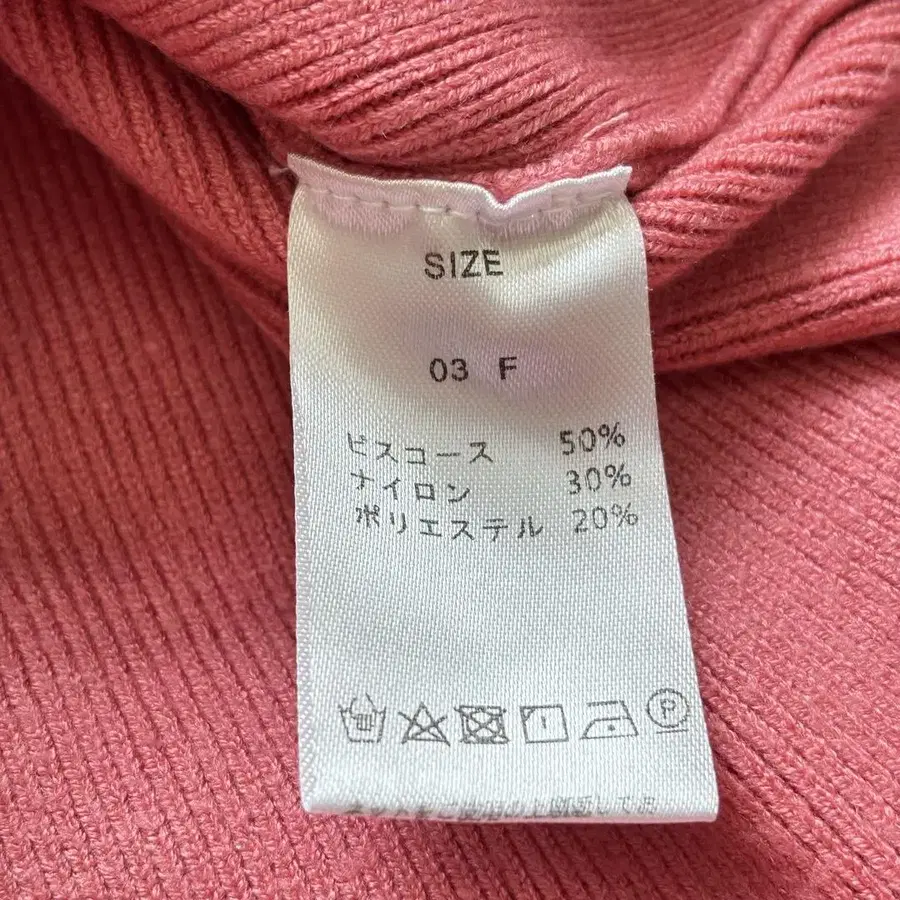 SIZE
03 F
ビスコース 50%
ナイロン 30%
ポリエステル 20%
P